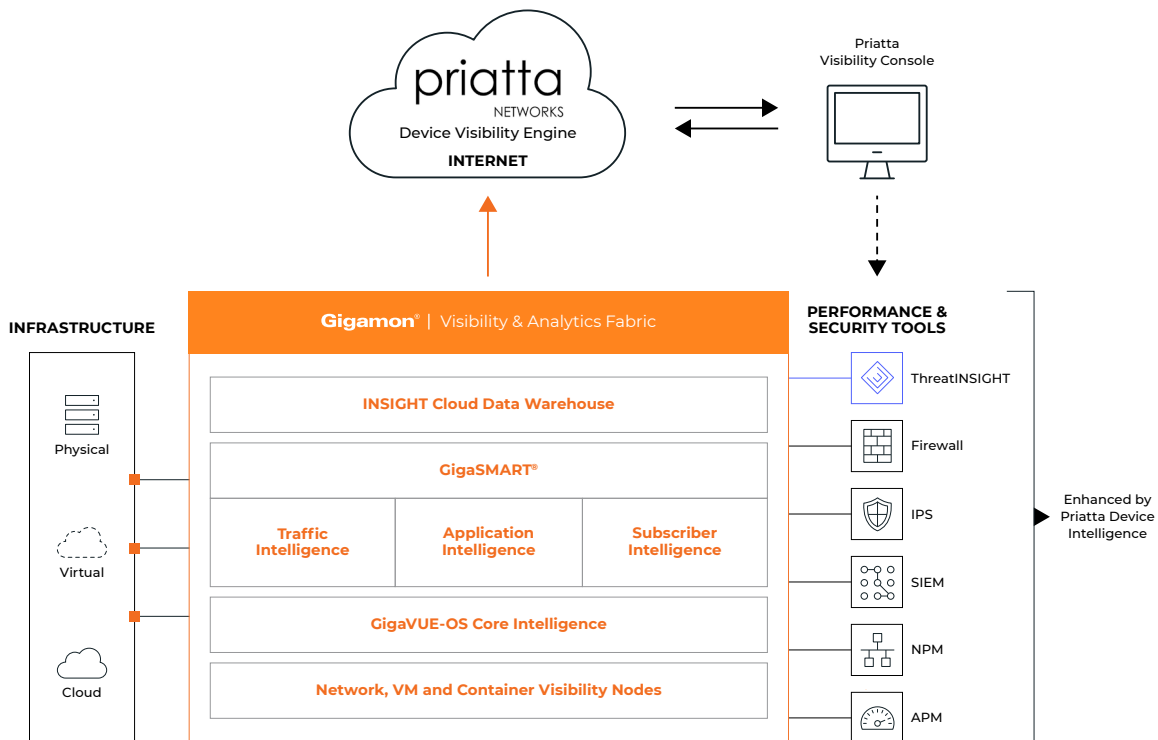 priatta
NETWORKS
Device Visibility Engine
INTERNET
Priatta
Visibility Console
INFRASTRUCTURE
Physical
Virtual
Cloud
Gigamon® | Visibility & Analytics Fabric
INSIGHT Cloud Data Warehouse
GigaSMART®
Traffic
Intelligence
Application
Intelligence
Subscriber
Intelligence
GigaVUE-OS Core Intelligence
Network, VM and Container Visibility Nodes
PERFORMANCE &
SECURITY TOOLS
ThreatINSIGHT
Firewall
IPS
SIEM
NPM
APM
Enhanced by
Priatta Device
Intelligence